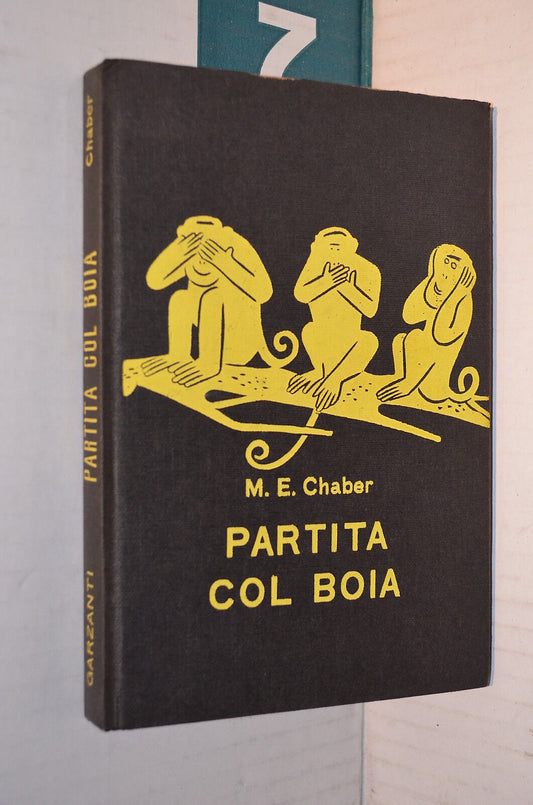 7
M. E. Chaber
PARTITA
COL BOIA
GARZANTI PARTITA COL BOIA Chaber